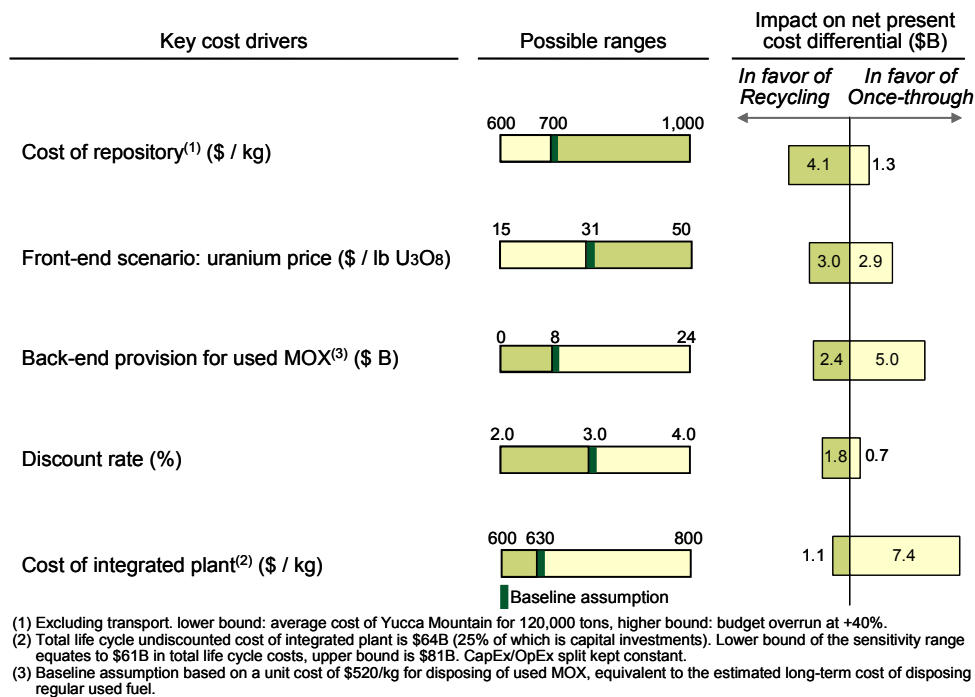 Key cost drivers
Possible ranges
Impact on net present
cost differential ($B)
In favor of
Recycling
In favor of
Once-through
Cost of repository(1) ($ / kg)
600 700 1,000
4.1 1.3
Front-end scenario: uranium price ($ / lb U3O8)
15 31 50
3.0 2.9
Back-end provision for used MOX(3) ($ B)
0 8 24
2.4 5.0
Discount rate (%)
2.0 3.0 4.0
1.8 0.7
Cost of integrated plant(2) ($ / kg)
600 630 800
1.1 7.4
Baseline assumption
(1) Excluding transport. lower bound: average cost of Yucca Mountain for 120,000 tons, higher bound: budget overrun at +40%.
(2) Total life cycle undiscounted cost of integrated plant is $64B (25% of which is capital investments). Lower bound of the sensitivity range
equates to $61B in total life cycle costs, upper bound is $81B. CapEx/OpEx split kept constant.
(3) Baseline assumption based on a unit cost of $520/kg for disposing of used MOX, equivalent to the estimated long-term cost of disposing
regular used fuel.